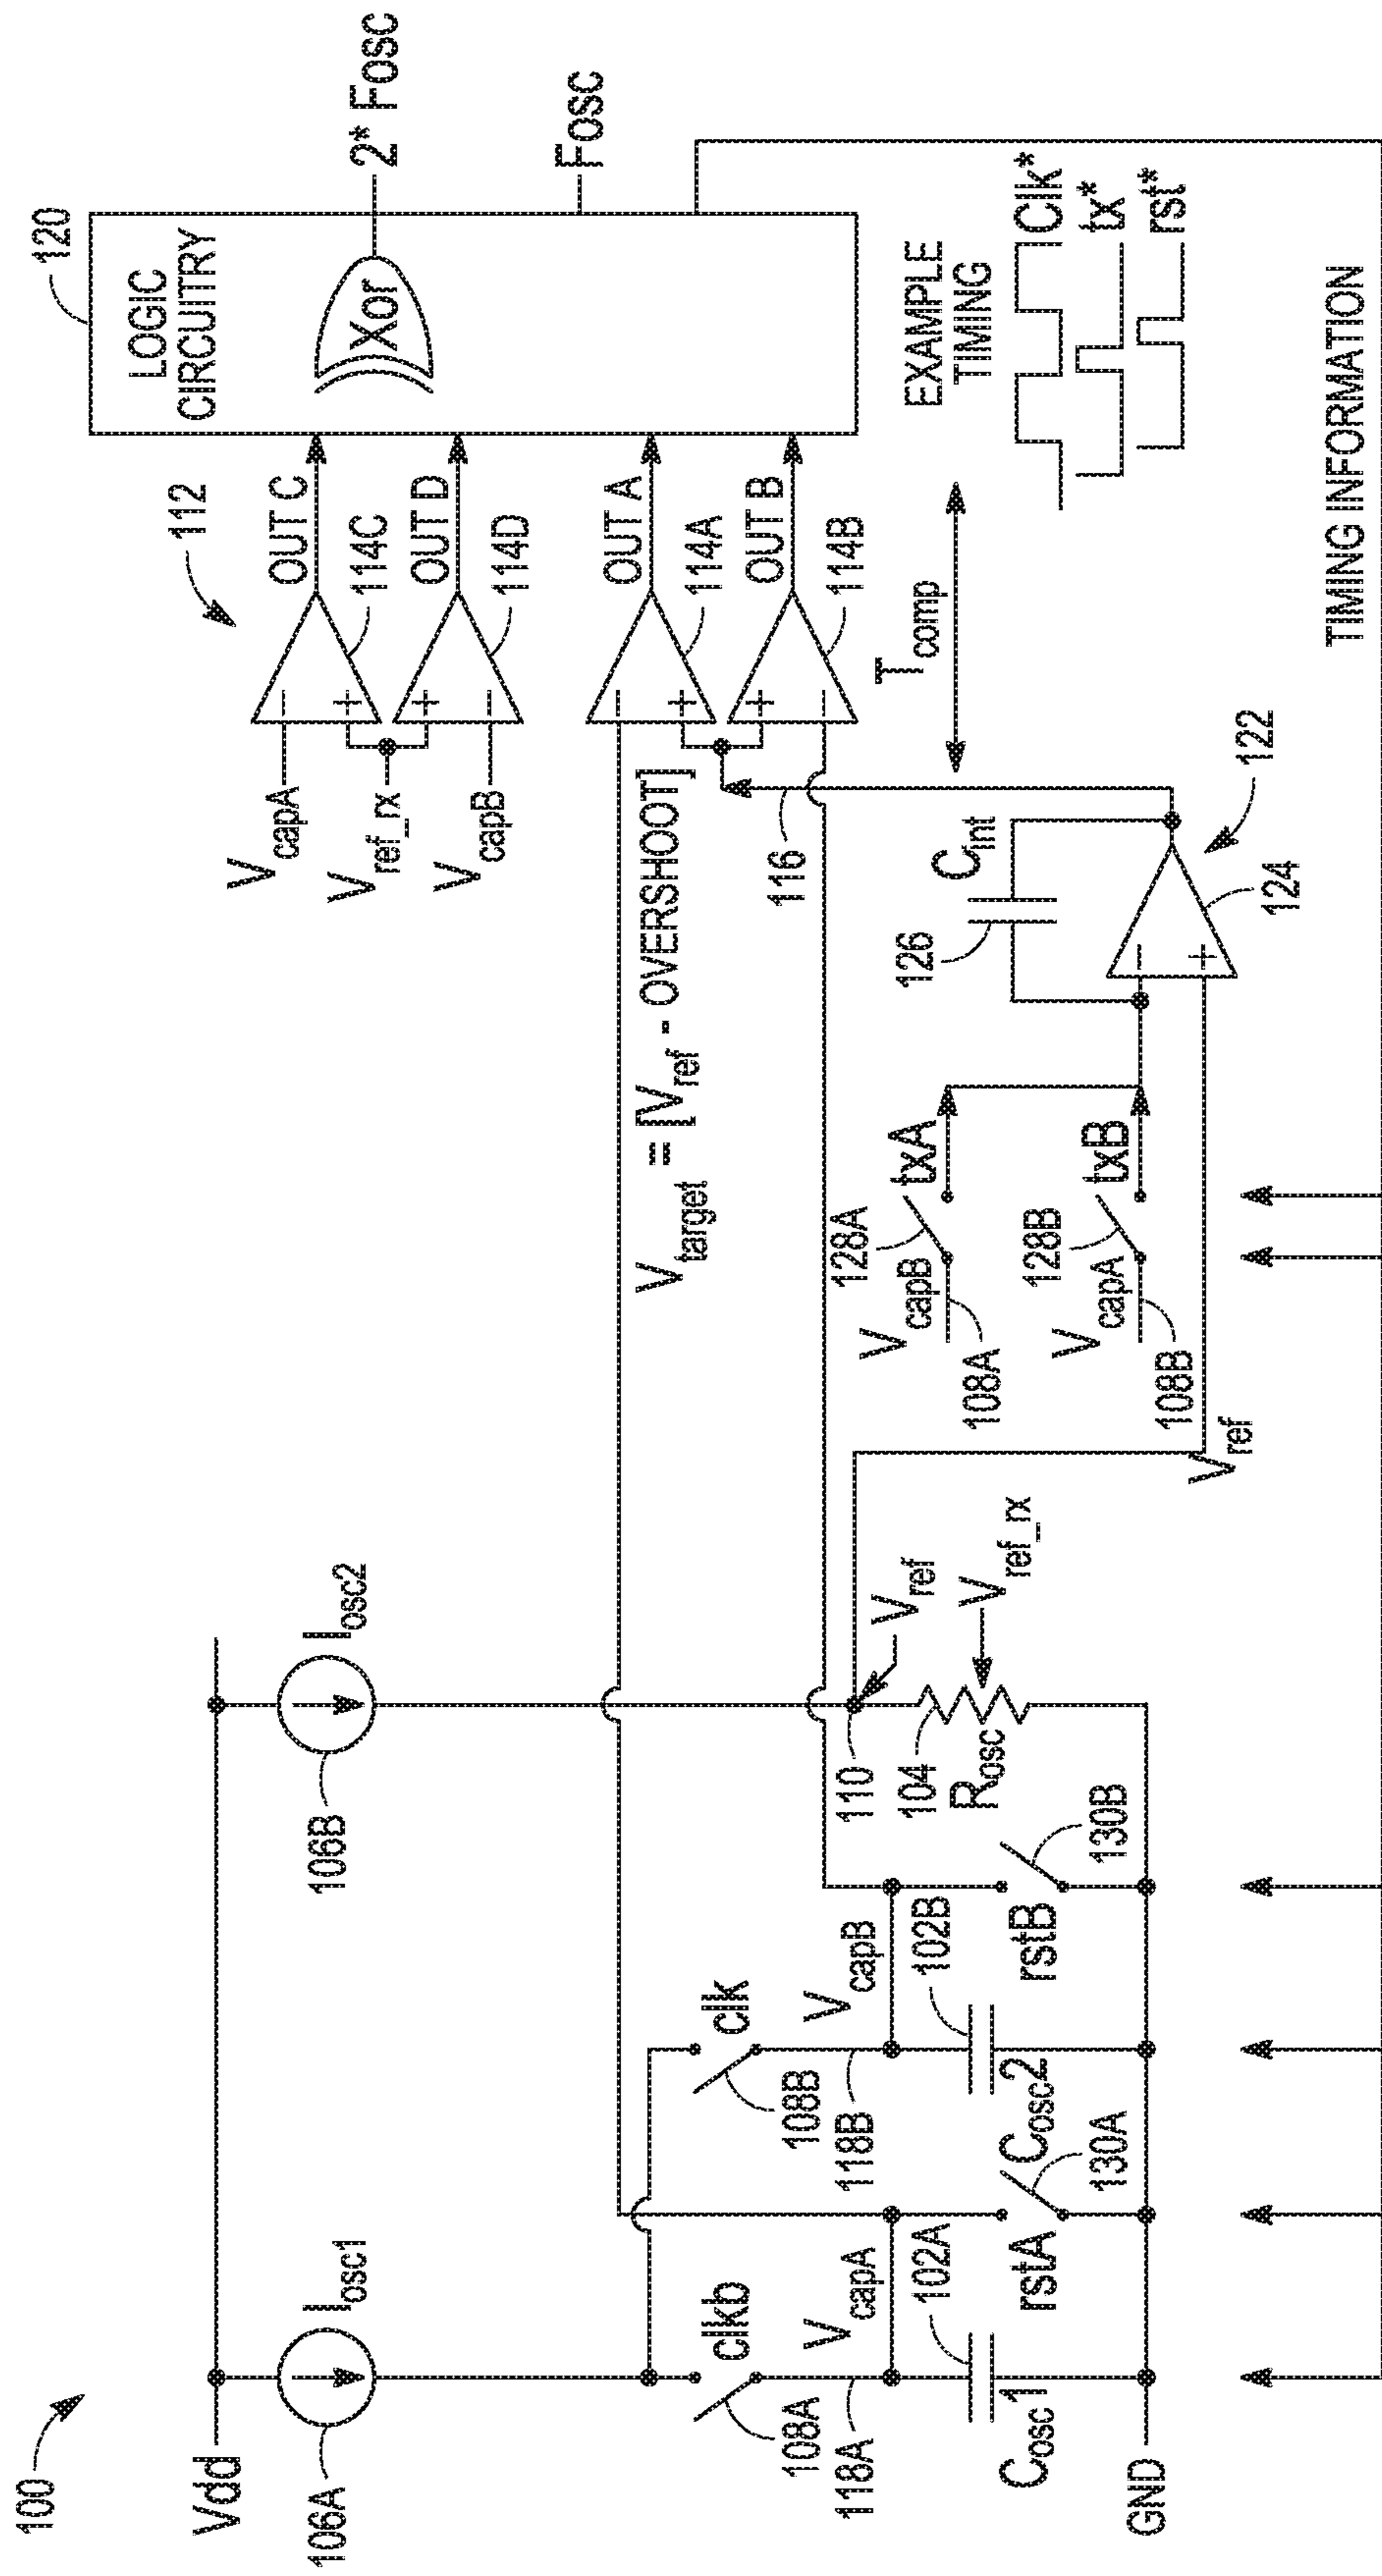 100
Vdd
106A
Iosc1
106B
Iosc2
clkb
108A
clk
108B
118A
VcapA
118B
VcapB
102A
Cosc1
102B
Cosc2
rstA
130A
rstB
130B
GND
110
104
Rosc
Vref
Vref_rx
Vref
Vtarget = [Vref - OVERSHOOT]
128A
VcapB
txA
108A
128B
VcapA
txB
108B
126
Cint
124
122
116
Tcomp
112
VcapA
Vref_rx
VcapB
-
+
+
-
-
+
+
-
-
+
OUT C
114C
OUT D
114D
OUT A
114A
OUT B
114B
120
LOGIC
CIRCUITRY
Xor
2* Fosc
Fosc
EXAMPLE
TIMING
Clk*
tx*
rst*
TIMING INFORMATION